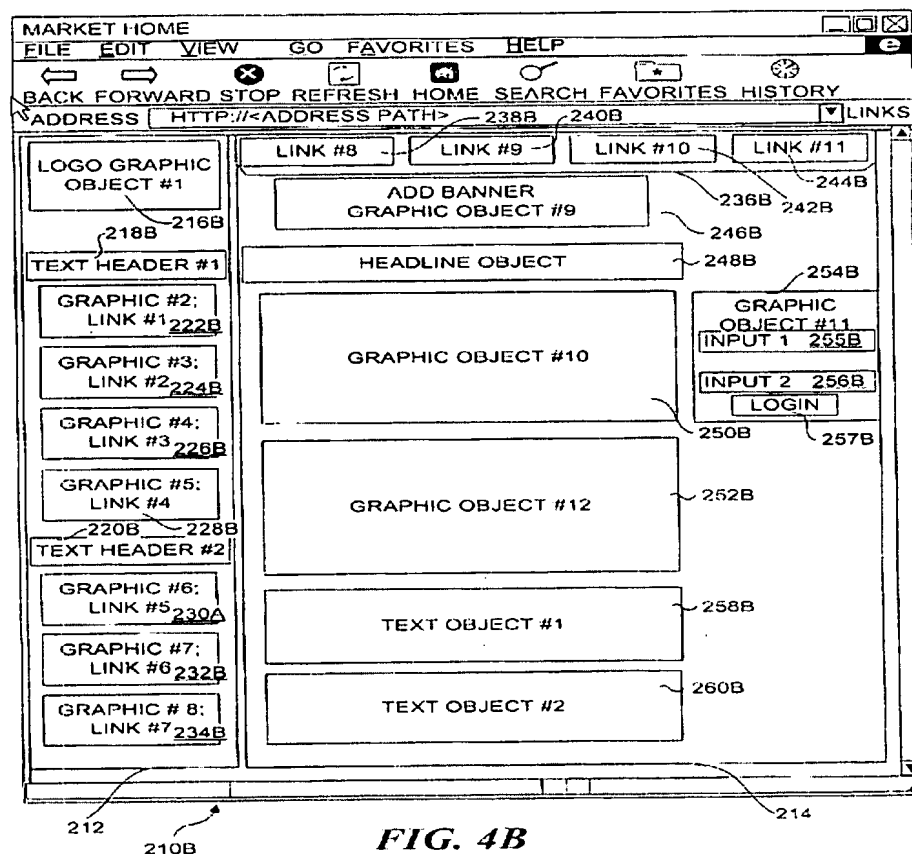 MARKET HOME
FILE EDIT VIEW GO FAVORITES HELP
e
BACK FORWARD STOP REFRESH HOME SEARCH FAVORITES HISTORY
ADDRESS HTTP://<ADDRESS PATH> LINKS
238B 240B
LOGO GRAPHIC
OBJECT #1
216B
218B
TEXT HEADER #1
GRAPHIC #2;
LINK #1 222B
GRAPHIC #3;
LINK #2 224B
GRAPHIC #4;
LINK #3 226B
GRAPHIC #5;
LINK #4
228B
220B
TEXT HEADER #2
GRAPHIC #6;
LINK #5 230A
GRAPHIC #7;
LINK #6 232B
GRAPHIC # 8;
LINK #7 234B
LINK #8 LINK #9 LINK #10 LINK #11
244B
236B 242B
ADD BANNER
GRAPHIC OBJECT #9
246B
HEADLINE OBJECT
248B
254B
GRAPHIC OBJECT #10
250B
GRAPHIC
OBJECT #11
INPUT 1 255B
INPUT 2 256B
LOGIN
257B
GRAPHIC OBJECT #12
252B
TEXT OBJECT #1
258B
TEXT OBJECT #2
260B
212
210B
214
FIG. 4B